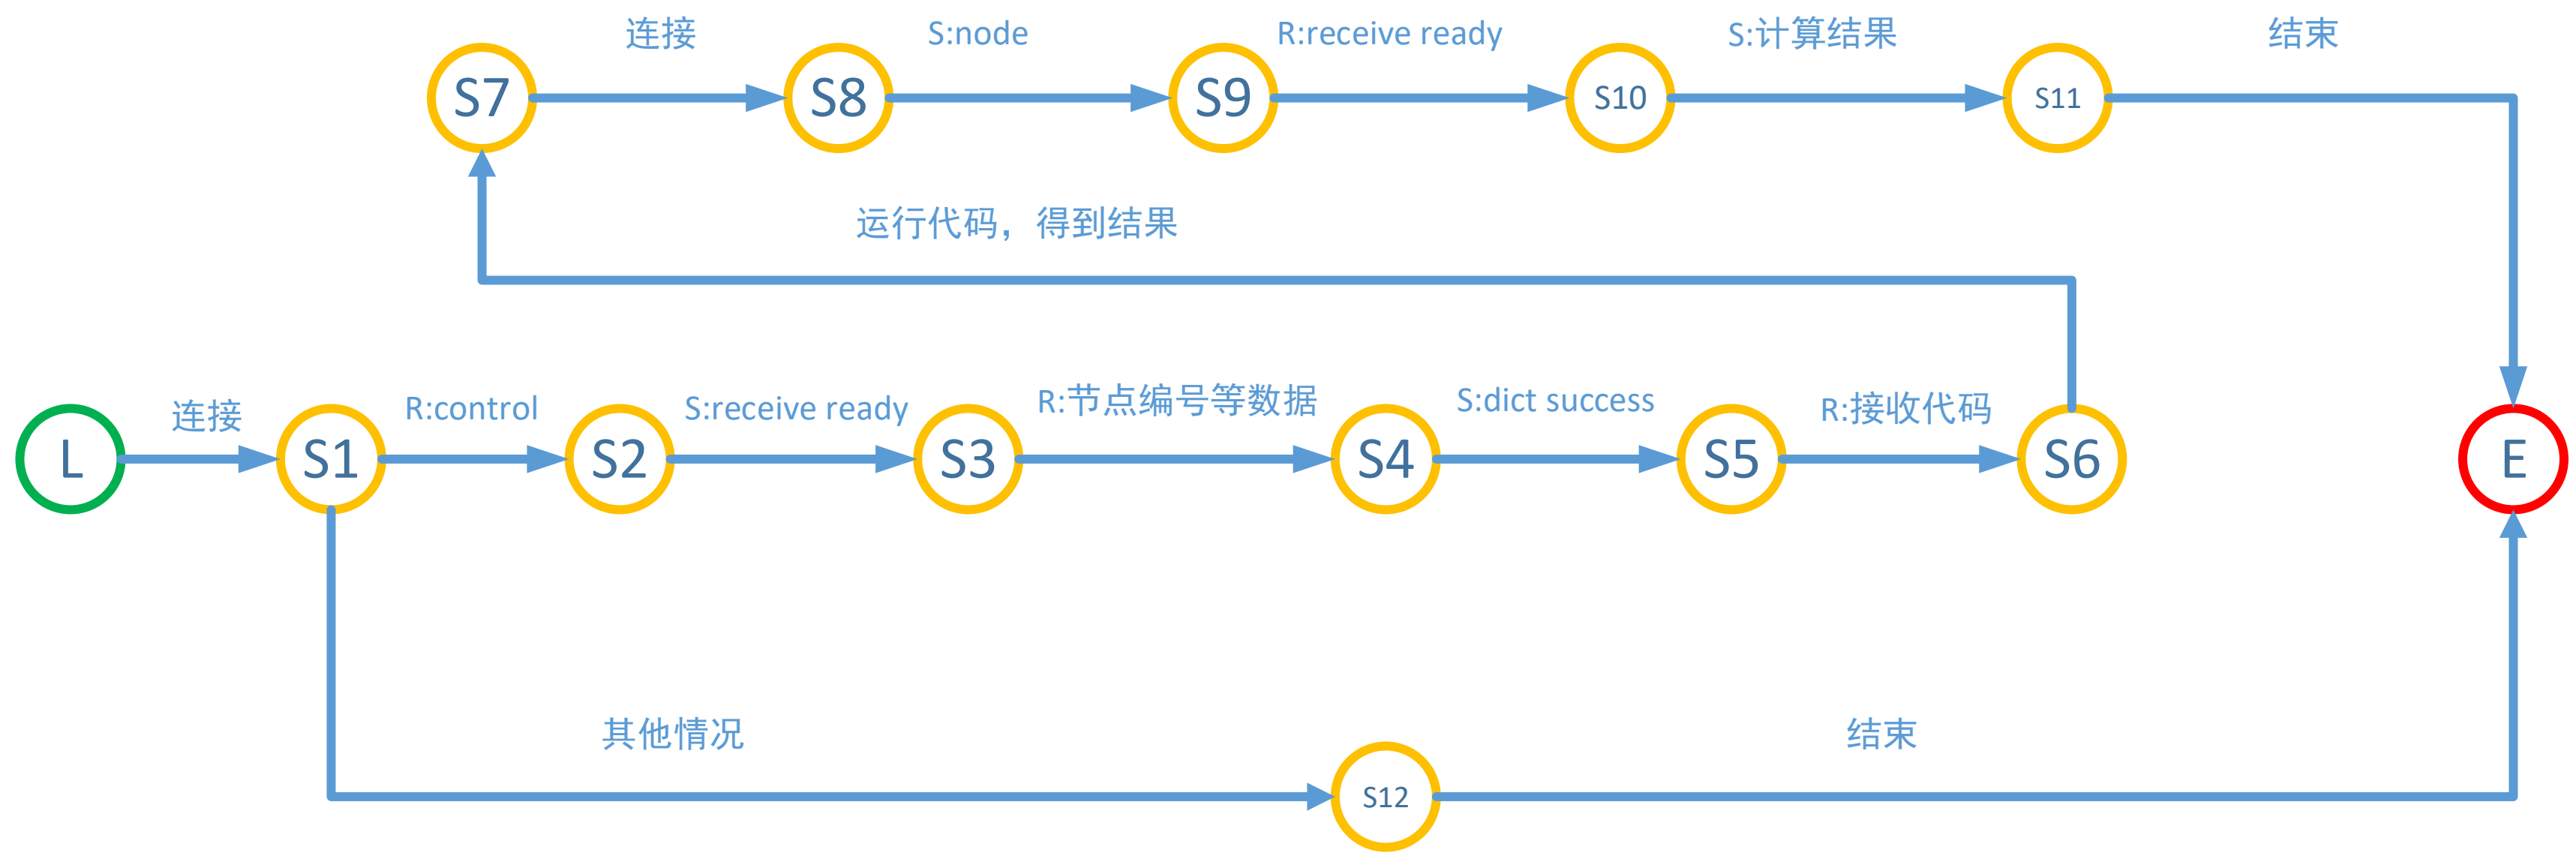 连接
S:node
R:receive ready
S:计算结果
结束
S7
S8
S9
S10
S11
运行代码，得到结果
连接
R:control
S:receive ready
R:节点编号等数据
S:dict success
R:接收代码
L
S1
S2
S3
S4
S5
S6
E
其他情况
结束
S12